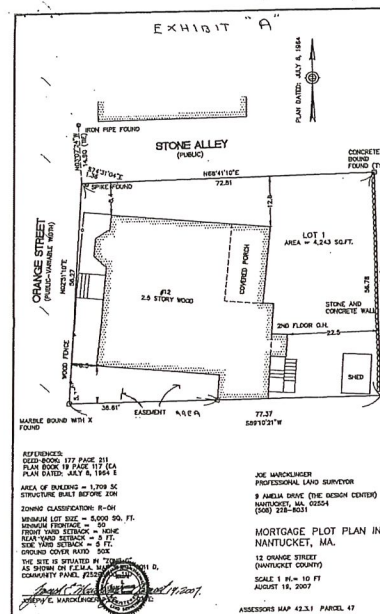 EXHIBIT "A"
PLAN DATED: JULY 8, 1964
IRON PIPE FOUND
STONE ALLEY
(PUBLIC)
CONCRETE
BOUND
FOUND
N88°41'10"E
72.81
SPIKE FOUND
ORANGE STREET
(PUBLIC-VARIABLE WIDTH)
LOT 1
AREA = 4,243 SQ.FT.
COVERED PORCH
#12
2.5 STORY WOOD
STONE AND
CONCRETE WALL
2ND FLOOR O.H.
22.5
WOOD FENCE
SHED
EASEMENT AREA
MARBLE BOUND WITH X
FOUND
77.37
S89°10'21"W
REFERENCES:
DEED-BOOK: 177 PAGE 211
PLAN BOOK 19 PAGE 117
PLAN DATED: JULY 8, 1964
AREA OF BUILDING = 1,709
STRUCTURE BUILT BEFORE
ZONING CLASSIFICATION: R-OH
MINIMUM LOT SIZE = 5,000 SQ. FT.
MINIMUM FRONTAGE = 50
FRONT YARD SETBACK = NONE
REAR YARD SETBACK = 5 FT.
SIDE YARD SETBACK = 5 FT.
GROUND COVER RATIO 50%
THE SITE IS SITUATED IN
AS SHOWN ON F.E.M.A.
COMMUNITY PANEL
JOE MARCKLINGER
PROFESSIONAL LAND SURVEYOR
9 AMELIA DRIVE (THE DESIGN CENTER)
NANTUCKET, MA. 02554
(508) 228-8031
MORTGAGE PLOT PLAN IN
NANTUCKET, MA.
12 ORANGE STREET
(NANTUCKET COUNTY)
SCALE 1 IN.= 10 FT
AUGUST 19, 2007
ASSESSORS MAP 42.3.1 PARCEL 47